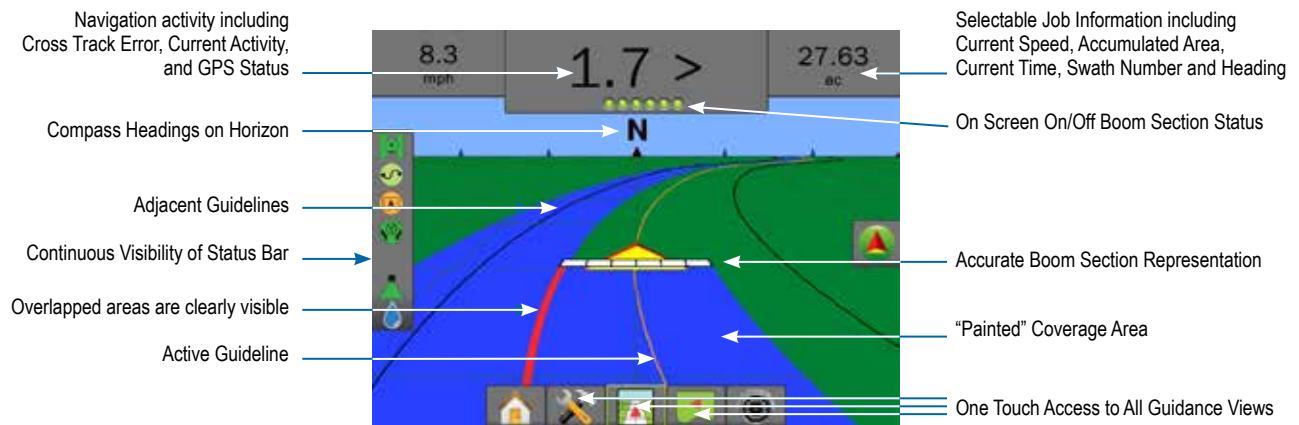 Navigation activity including
Cross Track Error, Current Activity,
and GPS Status
Compass Headings on Horizon
Adjacent Guidelines
Continuous Visibility of Status Bar
Overlapped areas are clearly visible
Active Guideline
8.3
mph
1.7 >
27.63
ac
N
Selectable Job Information including
Current Speed, Accumulated Area,
Current Time, Swath Number and Heading
On Screen On/Off Boom Section Status
Accurate Boom Section Representation
“Painted” Coverage Area
One Touch Access to All Guidance Views